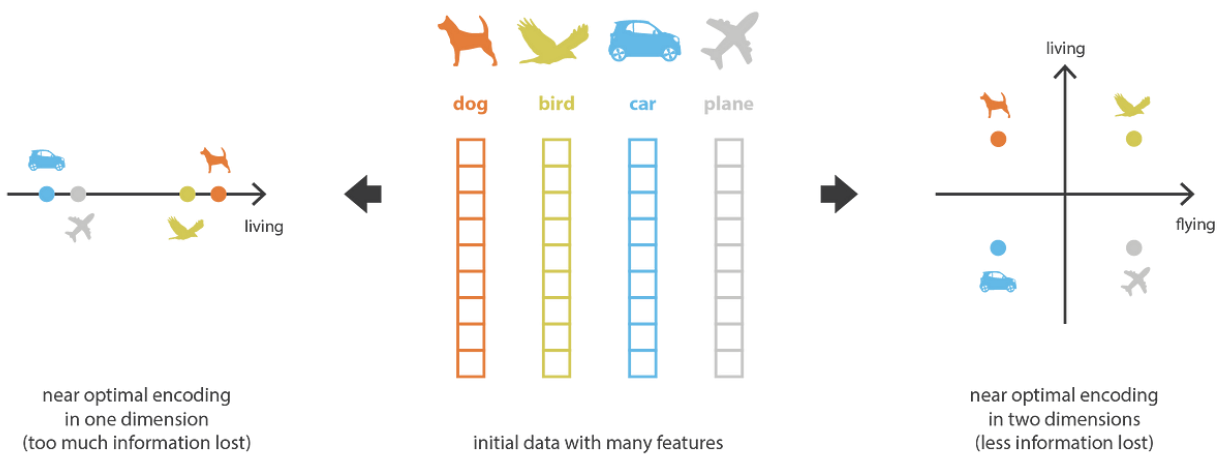 dog
bird
car
plane
living
living
flying
near optimal encoding
in one dimension
(too much information lost)
initial data with many features
near optimal encoding
in two dimensions
(less information lost)